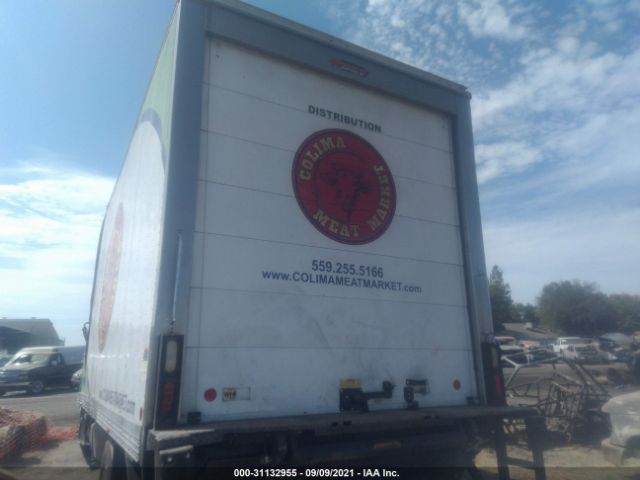 DISTRIBUTION
COLIMA
MEAT MARKET
559.255.5166
www.COLIMAMEATMARKET.com
000-31132955 - 09/09/2021 - IAA Inc.